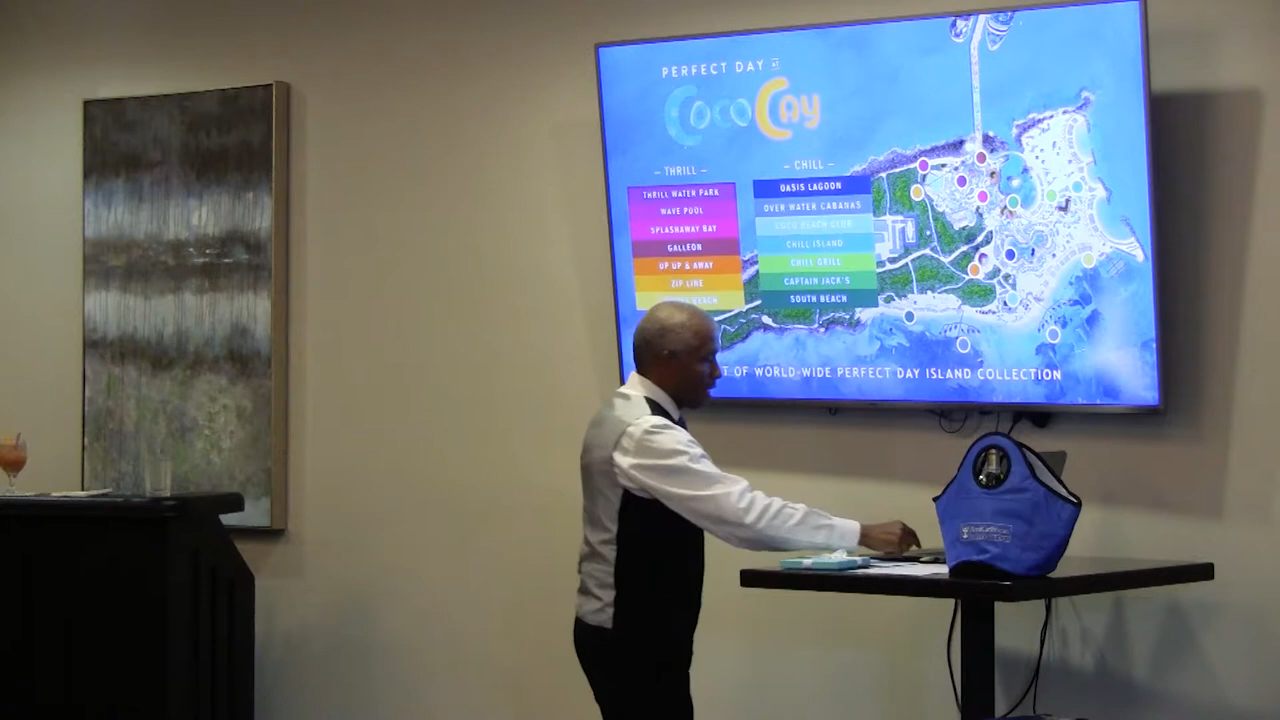 PERFECT DAY AT
CocoCay
— THRILL —
THRILL WATER PARK
WAVE POOL
SPLASHAWAY BAY
GALLEON
UP UP & AWAY
ZIP LINE
BEACH
— CHILL —
OASIS LAGOON
OVER WATER CABANAS
COCO BEACH CLUB
CHILL ISLAND
CHILL GRILL
CAPTAIN JACK'S
SOUTH BEACH
T OF WORLD-WIDE PERFECT DAY ISLAND COLLECTION